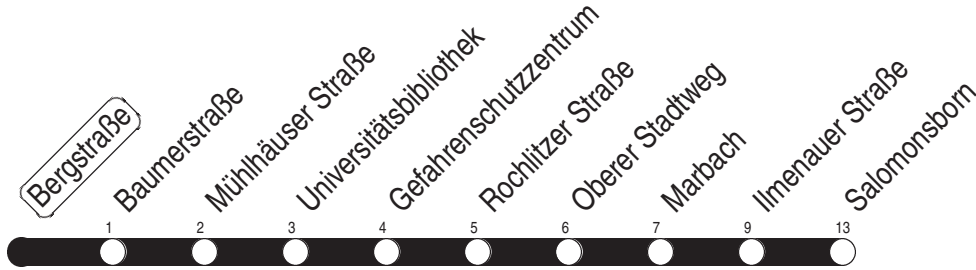 Bergstraße
Baumerstraße
Mühlhäuser Straße
Universitätsbibliothek
Gefahrenschutzzentrum
Rochlitzer Straße
Oberer Stadtweg
Marbach
Ilmenauer Straße
Salomonsborn
1 2 3 4 5 6 7 9 13